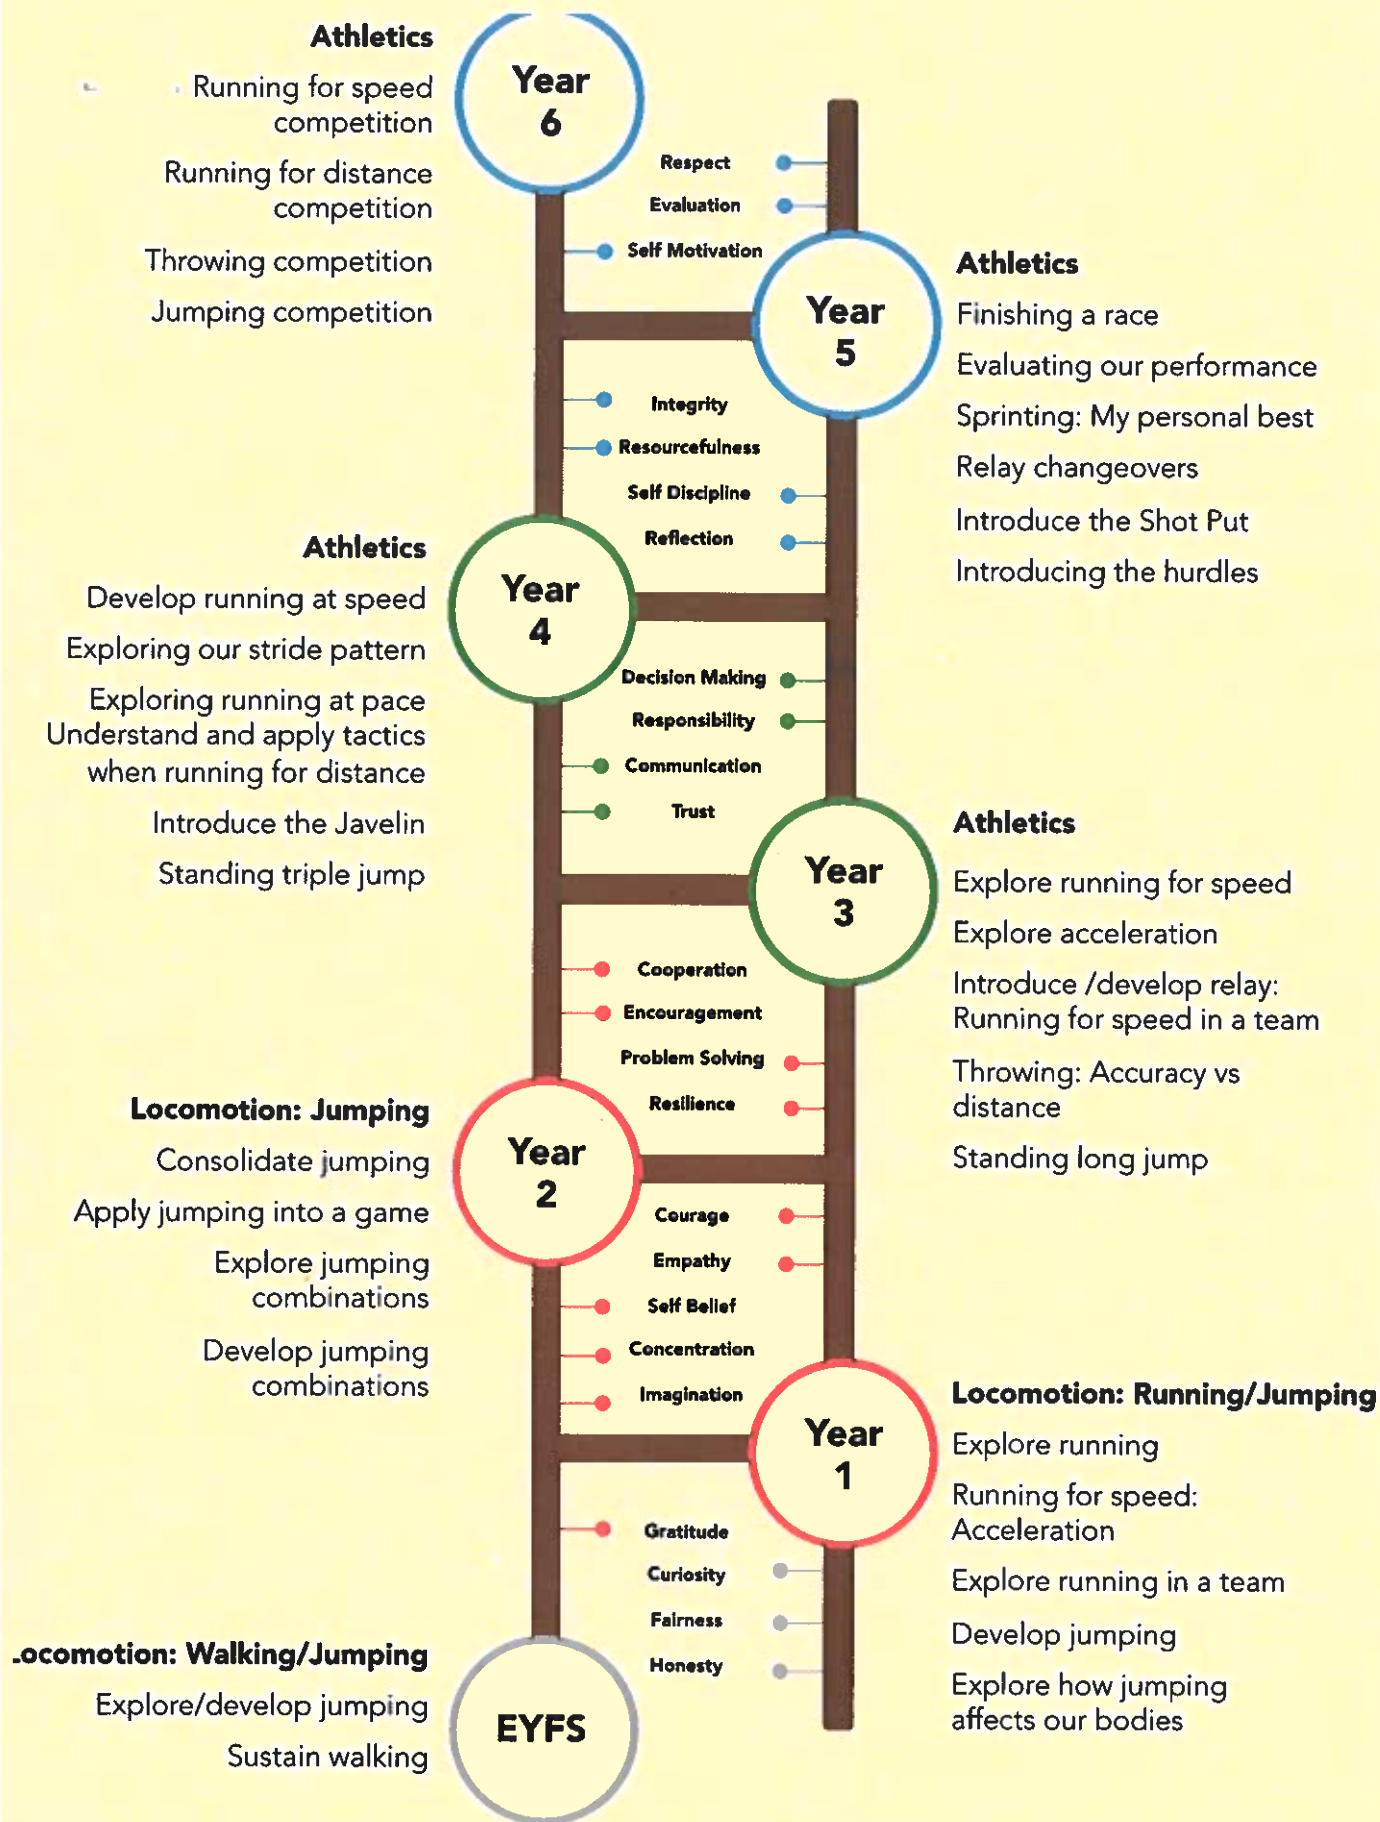 Athletics
Running for speed
competition
Running for distance
competition
Throwing competition
Jumping competition
Year
6
Respect
Evaluation
Self Motivation
Year
5
Athletics
Finishing a race
Evaluating our performance
Sprinting: My personal best
Relay changeovers
Introduce the Shot Put
Introducing the hurdles
Integrity
Resourcefulness
Self Discipline
Reflection
Athletics
Develop running at speed
Exploring our stride pattern
Exploring running at pace
Understand and apply tactics
when running for distance
Introduce the Javelin
Standing triple jump
Year
4
Decision Making
Responsibility
Communication
Trust
Year
3
Athletics
Explore running for speed
Explore acceleration
Introduce /develop relay:
Running for speed in a team
Throwing: Accuracy vs
distance
Standing long jump
Cooperation
Encouragement
Problem Solving
Resilience
Locomotion: Jumping
Consolidate jumping
Apply jumping into a game
Explore jumping
combinations
Develop jumping
combinations
Year
2
Courage
Empathy
Self Belief
Concentration
Imagination
Year
1
Locomotion: Running/Jumping
Explore running
Running for speed:
Acceleration
Explore running in a team
Develop jumping
Explore how jumping
affects our bodies
Gratitude
Curiosity
Fairness
Honesty
ocomotion: Walking/Jumping
Explore/develop jumping
Sustain walking
EYFS